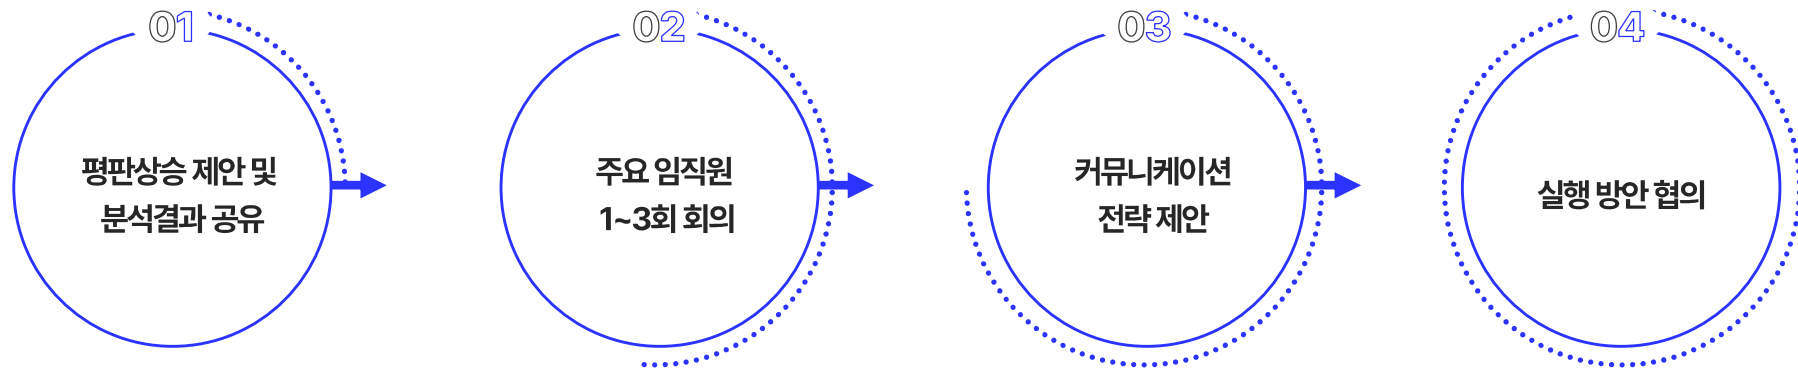 01
평판상승 제안 및
분석결과 공유
02
주요 임직원
1~3회 회의
03
커뮤니케이션
전략 제안
04
실행 방안 협의